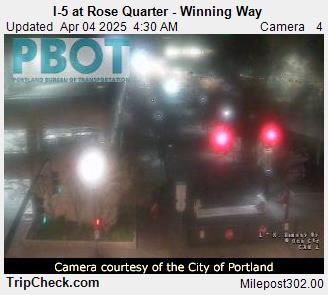 I-5 at Rose Quarter - Winning Way
Updated Apr 04 2025 4:30 AM Camera 4
PBOT
PORTLAND BUREAU OF TRANSPORTATION
Camera courtesy of the City of Portland
TripCheck.com Milepost302.00